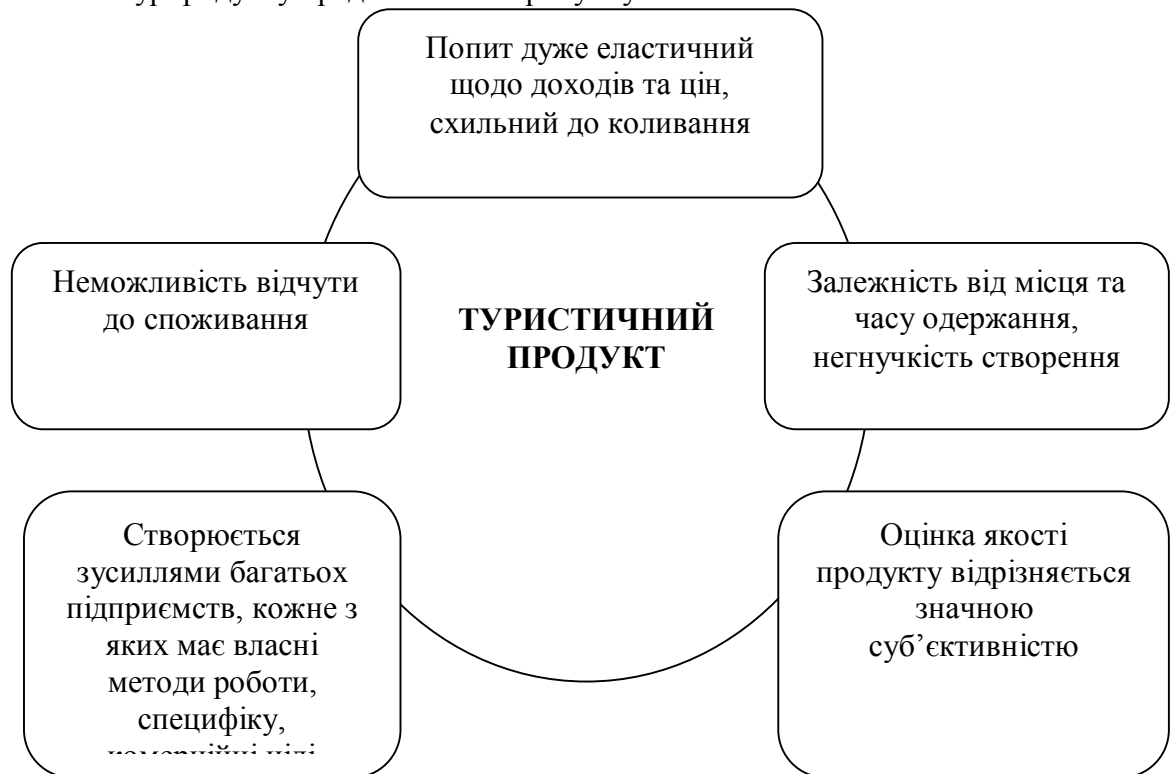 Попит дуже еластичний
щодо доходів та цін,
схильний до коливання
Неможливість відчути
до споживання
ТУРИСТИЧНИЙ
ПРОДУКТ
Залежність від місця та
часу одержання,
негнучкість створення
Створюється
зусиллями багатьох
підприємств, кожне з
яких має власні
методи роботи,
специфіку,
комерційні цілі
Оцінка якості
продукту відрізняється
значною
суб’єктивністю